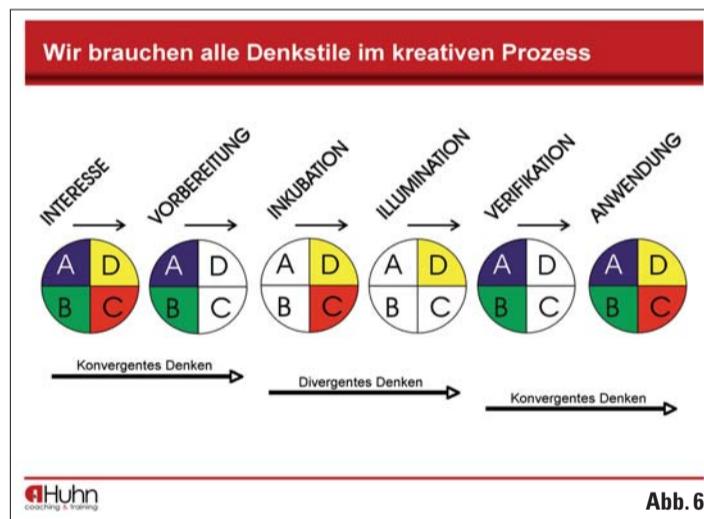 Wir brauchen alle Denkstile im kreativen Prozess
INTERESSE
VORBEREITUNG
INKUBATION
ILLUMINATION
VERIFIKATION
ANWENDUNG
A D
B C
A D
B C
A D
B C
A D
B C
A D
B C
A D
B C
Konvergentes Denken
Divergentes Denken
Konvergentes Denken
Huhn
coaching & training
Abb. 6